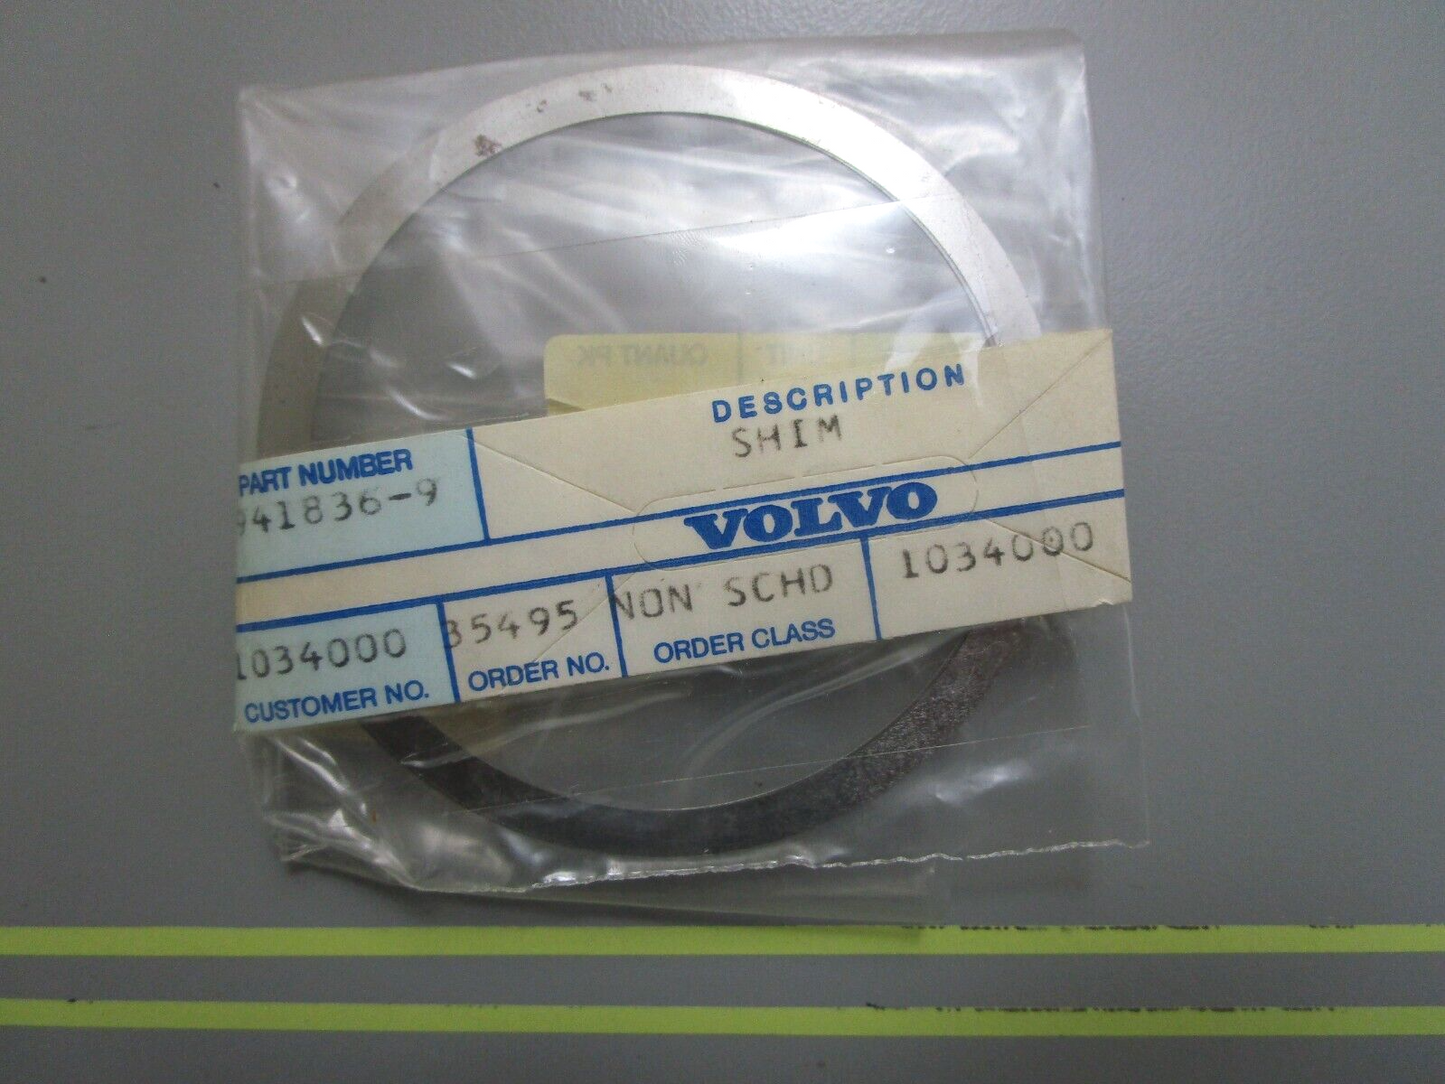 QUANT PK
DESCRIPTION
SHIM
PART NUMBER
941836-9
VOLVO
1034000
35495
NON SCHD
1034000
CUSTOMER NO.
ORDER NO.
ORDER CLASS